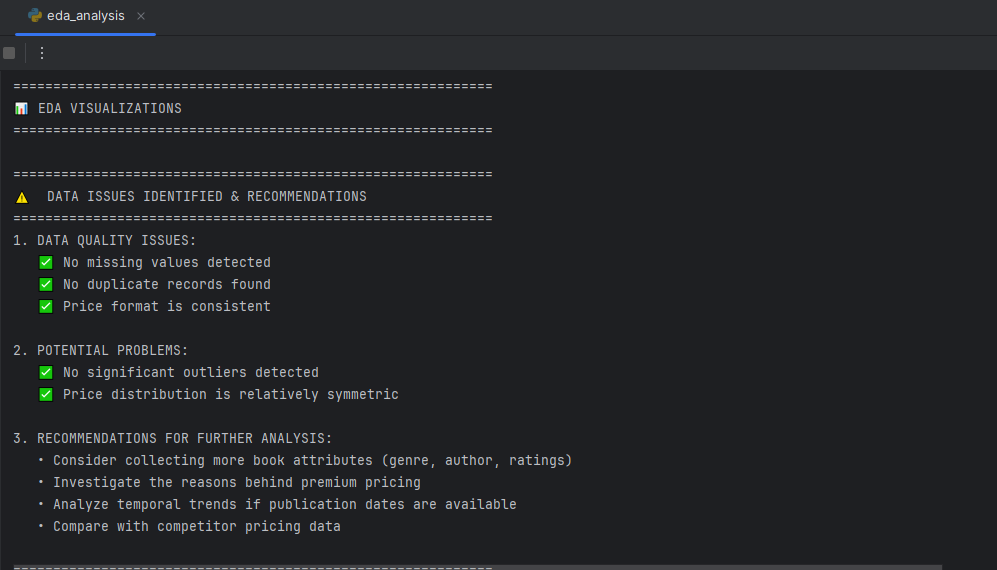 eda_analysis
============================================================
📊 EDA VISUALIZATIONS
============================================================
============================================================
⚠️ DATA ISSUES IDENTIFIED & RECOMMENDATIONS
============================================================
1. DATA QUALITY ISSUES:
✅ No missing values detected
✅ No duplicate records found
✅ Price format is consistent
2. POTENTIAL PROBLEMS:
✅ No significant outliers detected
✅ Price distribution is relatively symmetric
3. RECOMMENDATIONS FOR FURTHER ANALYSIS:
• Consider collecting more book attributes (genre, author, ratings)
• Investigate the reasons behind premium pricing
• Analyze temporal trends if publication dates are available
• Compare with competitor pricing data
============================================================